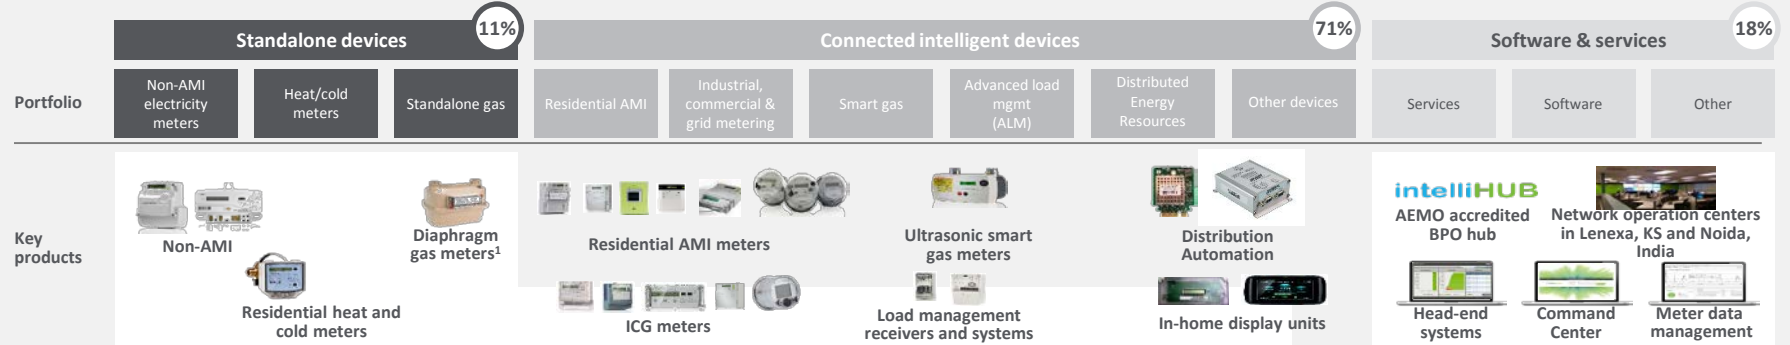 Standalone devices
11%
Connected intelligent devices
71%
Software & services
18%
Portfolio
Non-AMI
electricity
meters
Heat/cold
meters
Standalone gas
Residential AMI
Industrial,
commercial &
grid metering
Smart gas
Advanced load
mgmt
(ALM)
Distributed
Energy
Resources
Other devices
Services
Software
Other
Key
products
Non-AMI
Diaphragm
gas meters¹
Residential heat and
cold meters
Residential AMI meters
ICG meters
Ultrasonic smart
gas meters
Load management
receivers and systems
Distribution
Automation
In-home display units
intelliHUB
AEMO accredited
BPO hub
Network operation centers
in Lenexa, KS and Noida,
India
Head-end
systems
Command
Center
Meter data
management